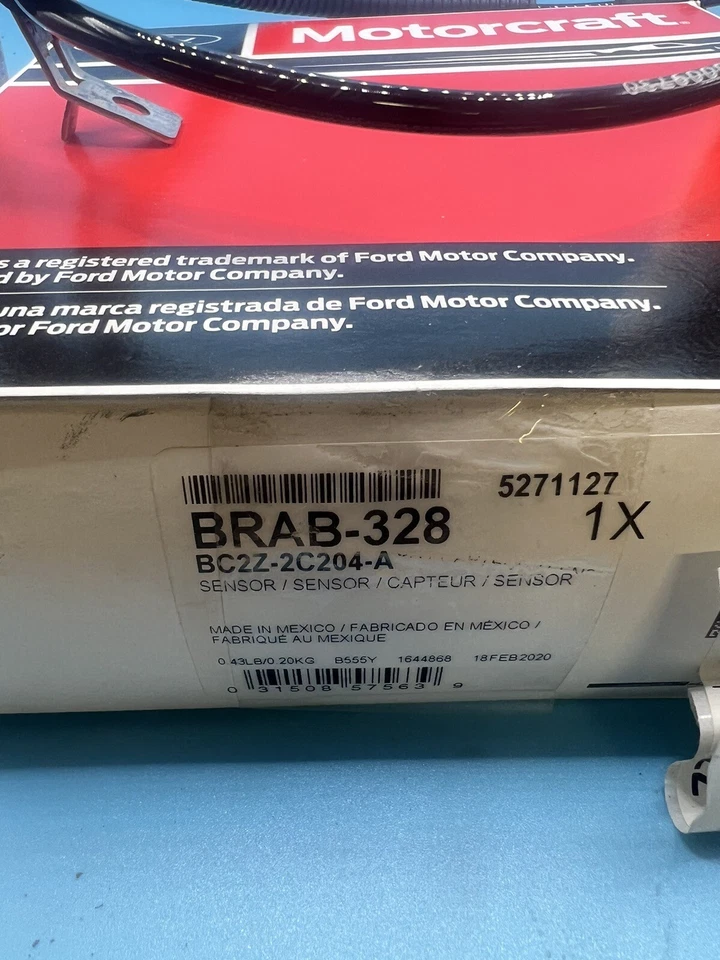 Motorcraft®
s a registered trademark of Ford Motor Company.
d by Ford Motor Company.
una marca registrada de Ford Motor Company.
or Ford Motor Company.
5271127
BRAB-328 1X
BC2Z-2C204-A
SENSOR / SENSOR / CAPTEUR / SENSOR
MADE IN MEXICO / FABRICADO EN MÉXICO /
FABRIQUÉ AU MEXIQUE
0.43LB/0.20KG B555Y 1644868 18FEB2020
0 31508 57563 9